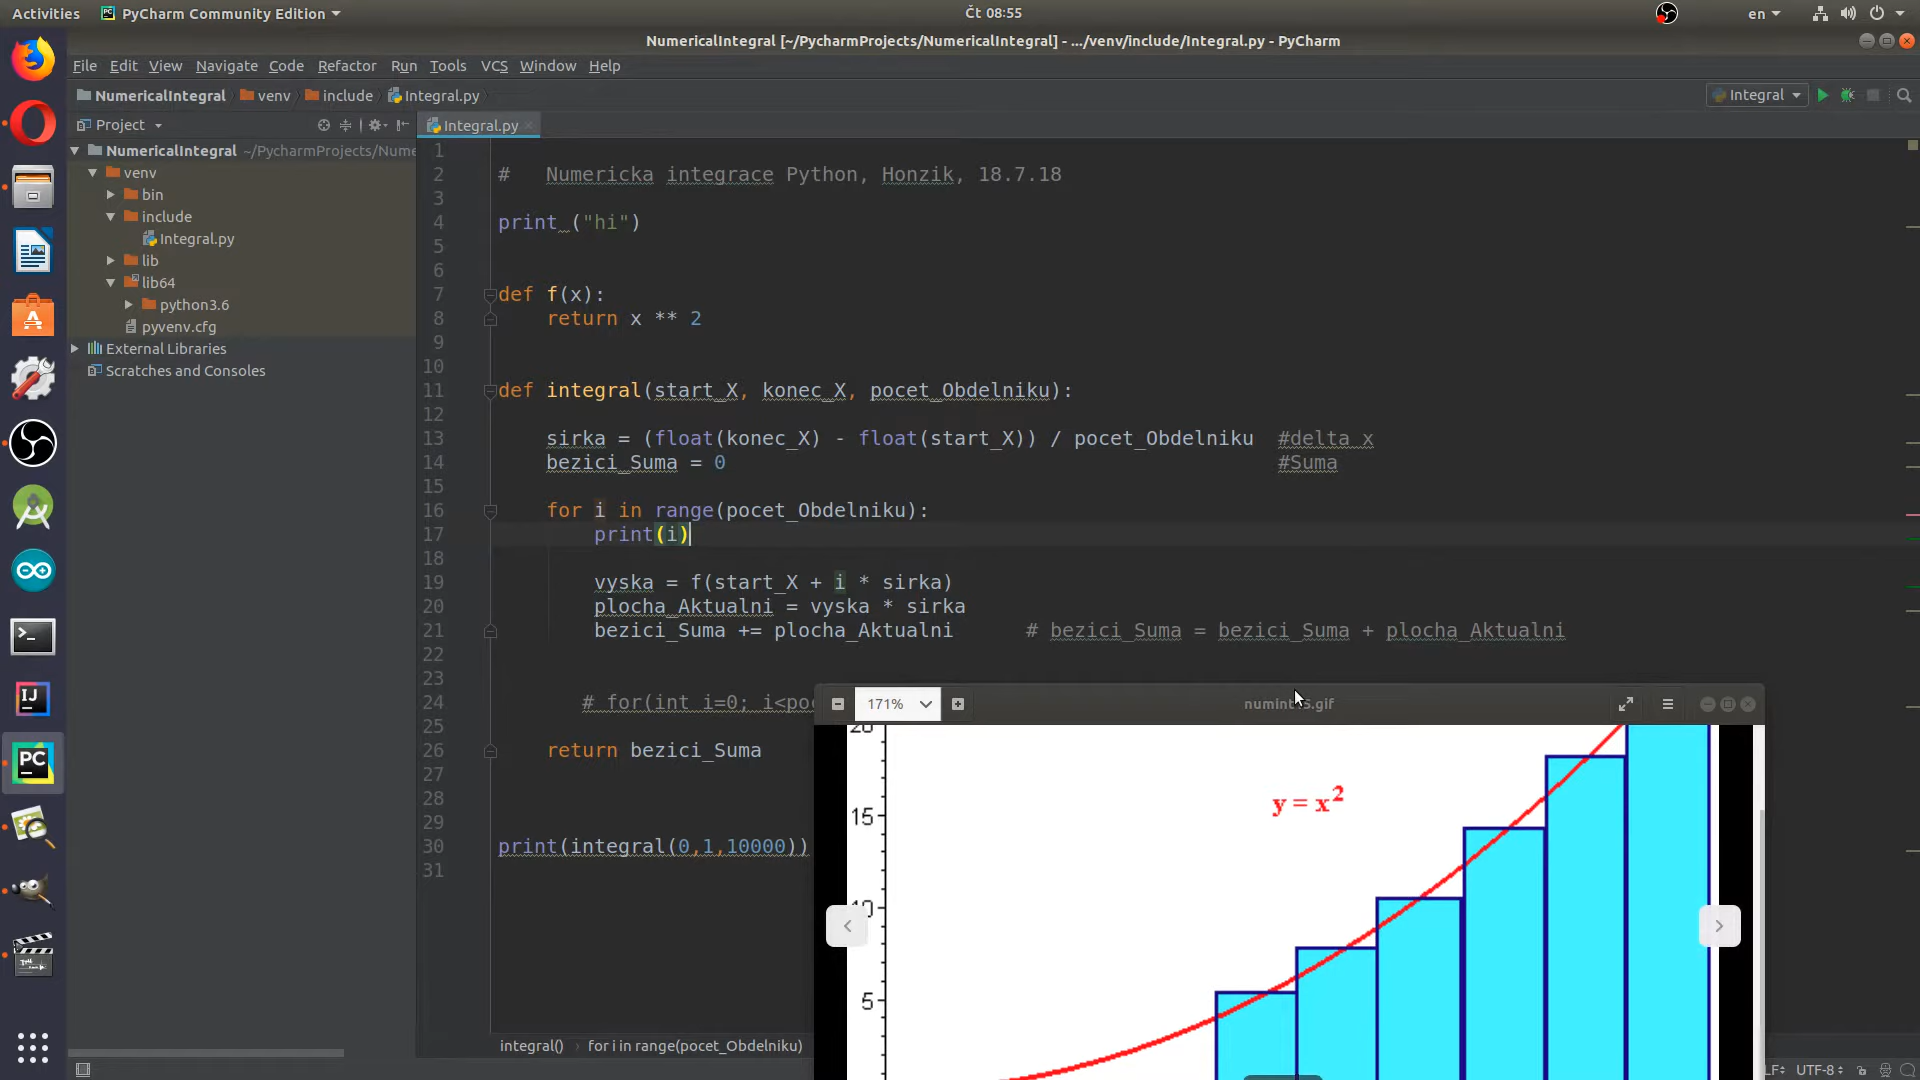 Activities PyCharm Community Edition Čt 08:55 en
NumericalIntegral [~/PycharmProjects/NumericalIntegral] - .../venv/include/Integral.py - PyCharm
File Edit View Navigate Code Refactor Run Tools VCS Window Help
NumericalIntegral venv include Integral.py Integral
Project Integral.py
NumericalIntegral ~/PycharmProjects/Nume
venv
bin
include
Integral.py
lib
lib64
python3.6
pyvenv.cfg
External Libraries
Scratches and Consoles
1
2 # Numericka integrace Python, Honzik, 18.7.18
3
4 print ("hi")
5
6
7 def f(x):
8 return x ** 2
9
10
11 def integral(start_X, konec_X, pocet_Obdelniku):
12
13 sirka = (float(konec_X) - float(start_X)) / pocet_Obdelniku #delta x
14 bezici_Suma = 0 #Suma
15
16 for i in range(pocet_Obdelniku):
17 print(i)
18
19 vyska = f(start_X + i * sirka)
20 plocha_Aktualni = vyska * sirka
21 bezici_Suma += plocha_Aktualni # bezici_Suma = bezici_Suma + plocha_Aktualni
22
23
24 # for(int i=0; i<poc
25
26 return bezici_Suma
27
28
29
30 print(integral(0,1,10000))
31
171%
20
y = x2
15
10
5
integral() for i in range(pocet_Obdelniku)
LF UTF-8